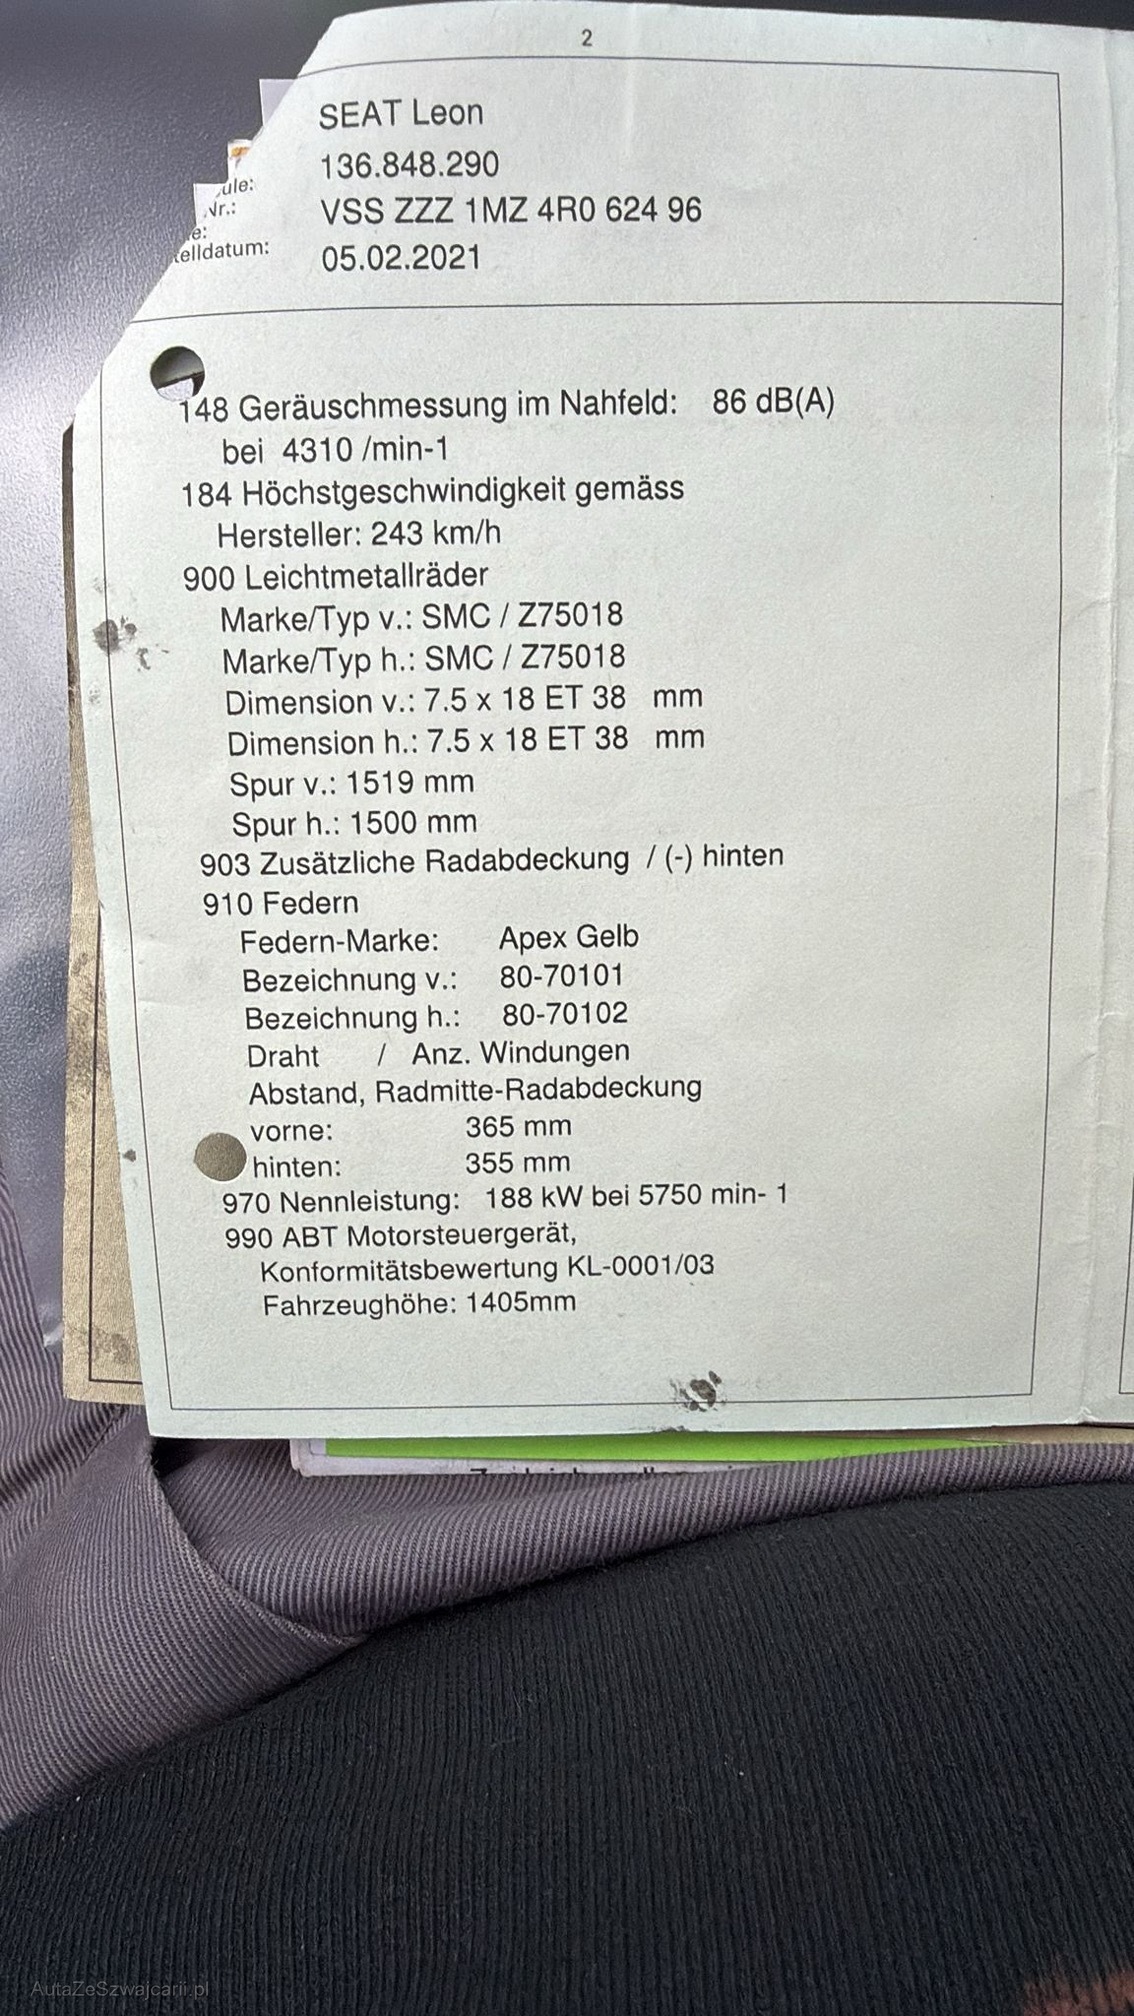 2
SEAT Leon
136.848.290
VSS ZZZ 1MZ 4R0 624 96
05.02.2021
ule:
Nr.:
e:
elldatum:
148 Geräuschmessung im Nahfeld: 86 dB(A)
bei 4310 /min-1
184 Höchstgeschwindigkeit gemäss
Hersteller: 243 km/h
900 Leichtmetallräder
Marke/Typ v.: SMC / Z75018
Marke/Typ h.: SMC / Z75018
Dimension v.: 7.5 x 18 ET 38 mm
Dimension h.: 7.5 x 18 ET 38 mm
Spur v.: 1519 mm
Spur h.: 1500 mm
903 Zusätzliche Radabdeckung / (-) hinten
910 Federn
Federn-Marke: Apex Gelb
Bezeichnung v.: 80-70101
Bezeichnung h.: 80-70102
Draht / Anz. Windungen
Abstand, Radmitte-Radabdeckung
vorne: 365 mm
hinten: 355 mm
970 Nennleistung: 188 kW bei 5750 min- 1
990 ABT Motorsteuergerät,
Konformitätsbewertung KL-0001/03
Fahrzeughöhe: 1405mm
AutaZeSzwajcarii.pl